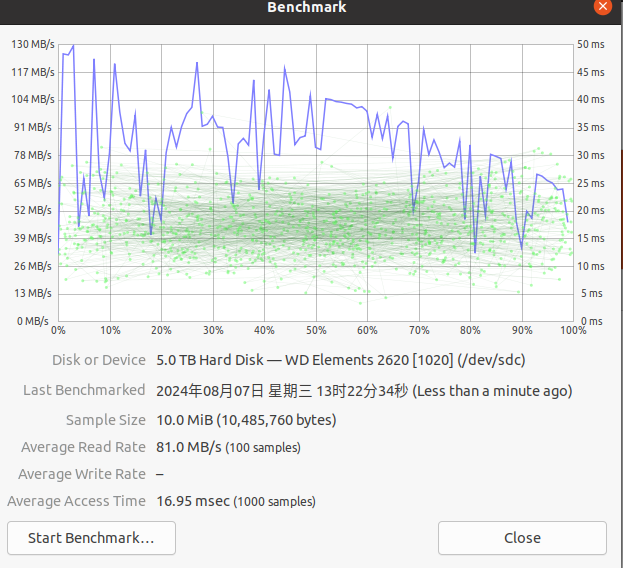 Benchmark
130 MB/s 50 ms
117 MB/s 45 ms
104 MB/s 40 ms
91 MB/s 35 ms
78 MB/s 30 ms
65 MB/s 25 ms
52 MB/s 20 ms
39 MB/s 15 ms
26 MB/s 10 ms
13 MB/s 5 ms
0 MB/s 0 ms
0% 10% 20% 30% 40% 50% 60% 70% 80% 90% 100%
Disk or Device 5.0 TB Hard Disk — WD Elements 2620 [1020] (/dev/sdc)
Last Benchmarked 2024年08月07日 星期三 13时22分34秒 (Less than a minute ago)
Sample Size 10.0 MiB (10,485,760 bytes)
Average Read Rate 81.0 MB/s (100 samples)
Average Write Rate –
Average Access Time 16.95 msec (1000 samples)
Start Benchmark… Close